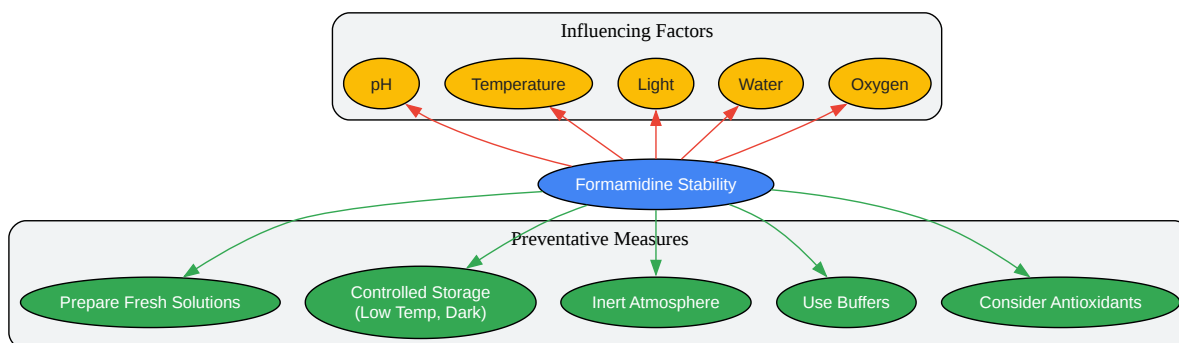 Influencing Factors
pH
Temperature
Light
Water
Oxygen
Formamidine Stability
Preventative Measures
Prepare Fresh Solutions
Controlled Storage
(Low Temp, Dark)
Inert Atmosphere
Use Buffers
Consider Antioxidants